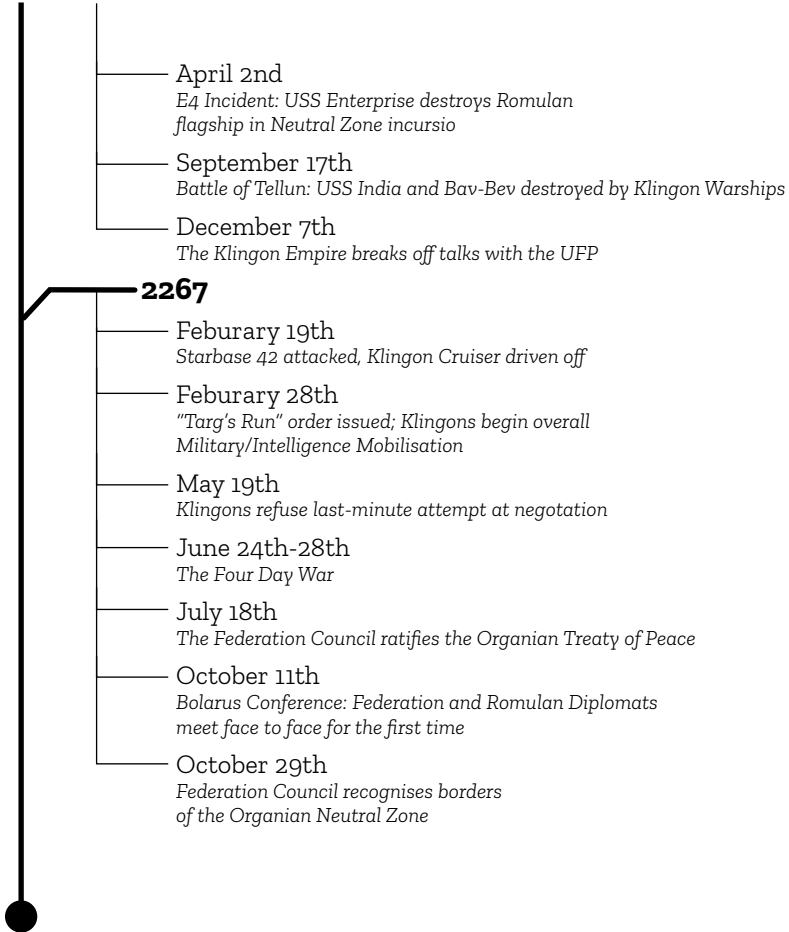 April 2nd
E4 Incident: USS Enterprise destroys Romulan
flagship in Neutral Zone incursio
September 17th
Battle of Tellun: USS India and Bav-Bev destroyed by Klingon Warships
December 7th
The Klingon Empire breaks off talks with the UFP
2267
Feburary 19th
Starbase 42 attacked, Klingon Cruiser driven off
Feburary 28th
"Targ's Run" order issued; Klingons begin overall
Military/Intelligence Mobilisation
May 19th
Klingons refuse last-minute attempt at negotation
June 24th-28th
The Four Day War
July 18th
The Federation Council ratifies the Organian Treaty of Peace
October 11th
Bolarus Conference: Federation and Romulan Diplomats
meet face to face for the first time
October 29th
Federation Council recognises borders
of the Organian Neutral Zone